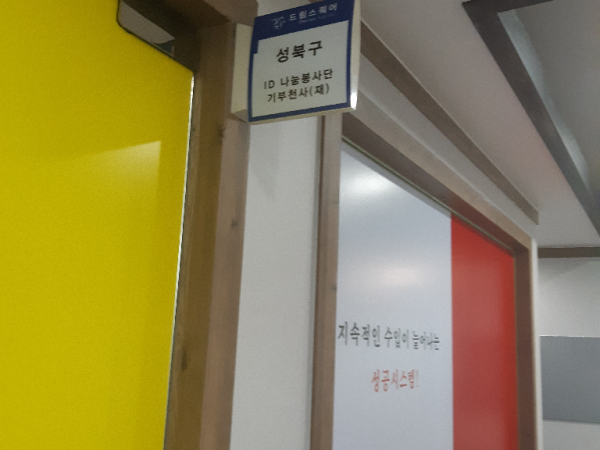 드림스퀘어
성북구
ID 나눔봉사단
기부천사(재)
지속적인 수입이 늘어나는
성공시스템!